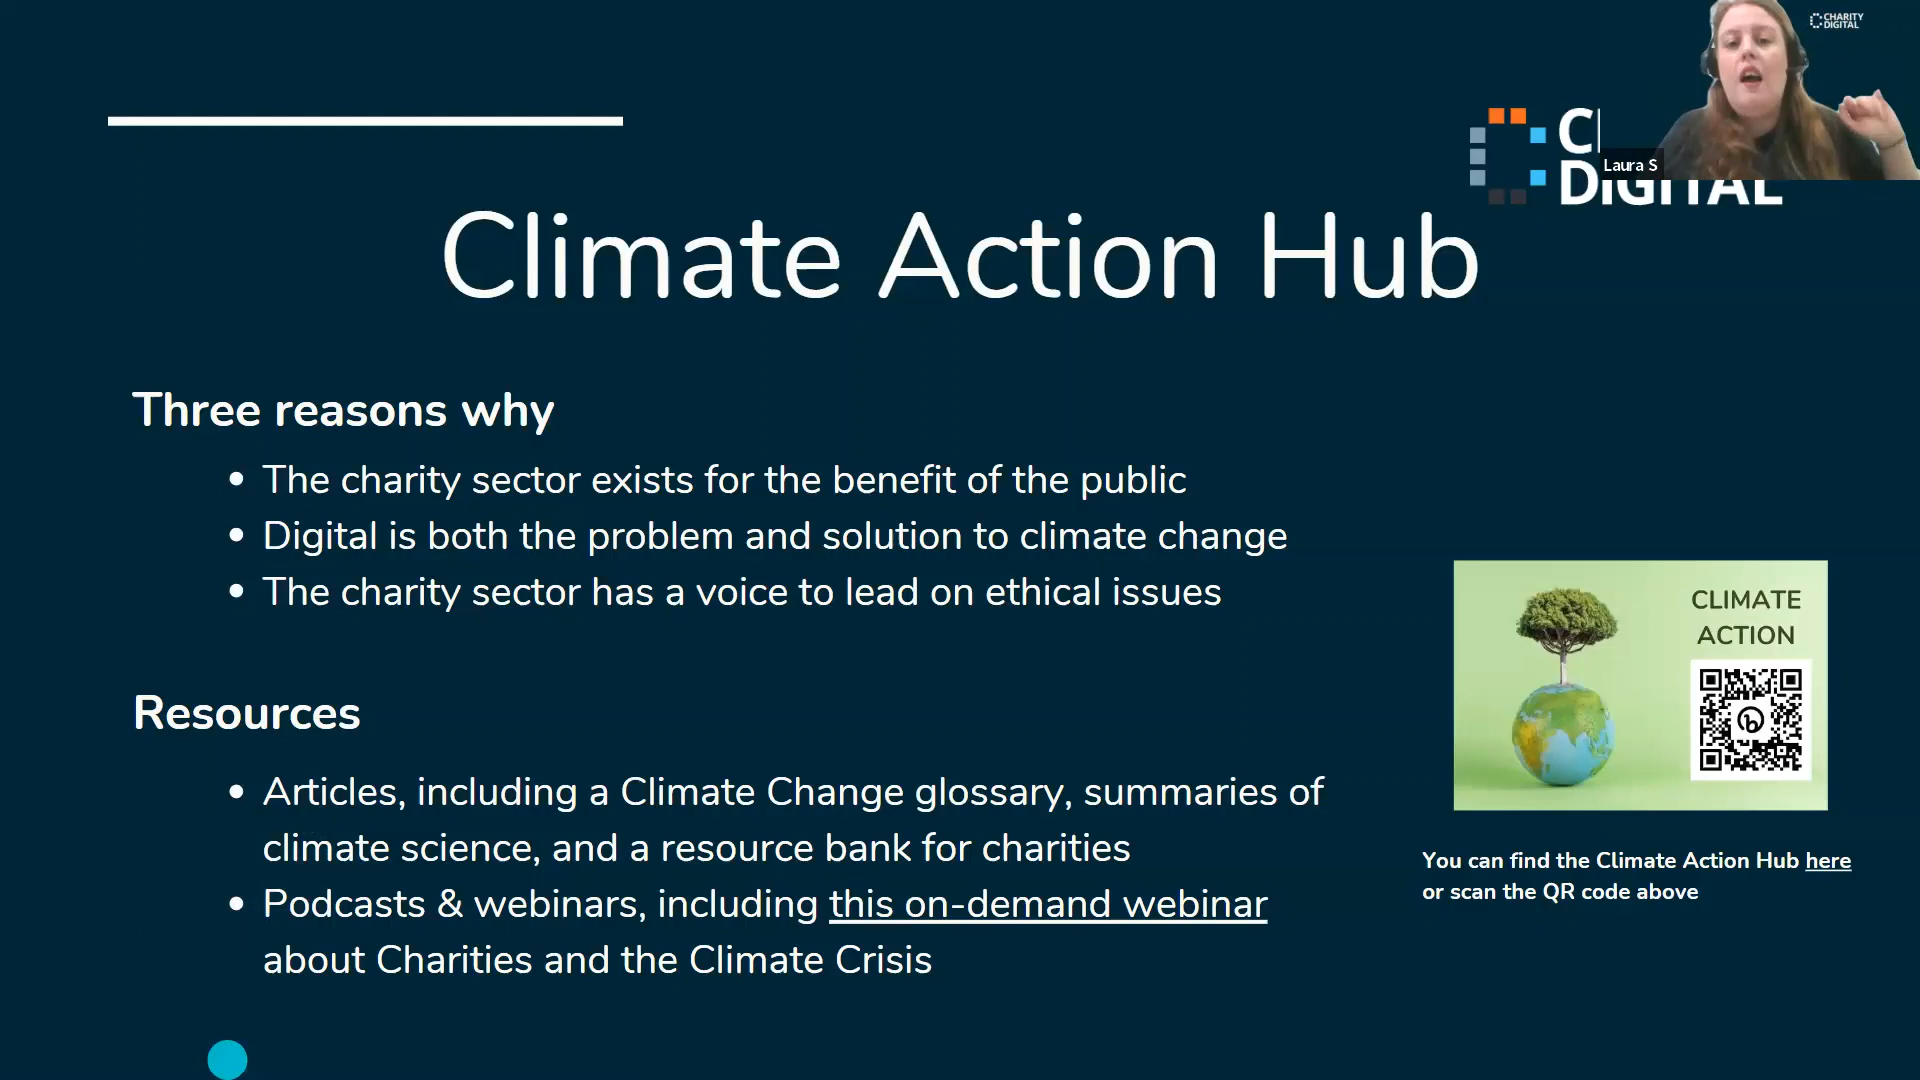 CHARITY
DIGITAL
Laura S
DIGITAL
Climate Action Hub
Three reasons why
• The charity sector exists for the benefit of the public
• Digital is both the problem and solution to climate change
• The charity sector has a voice to lead on ethical issues
CLIMATE
ACTION
Resources
• Articles, including a Climate Change glossary, summaries of
climate science, and a resource bank for charities
• Podcasts & webinars, including this on-demand webinar
about Charities and the Climate Crisis
You can find the Climate Action Hub here
or scan the QR code above